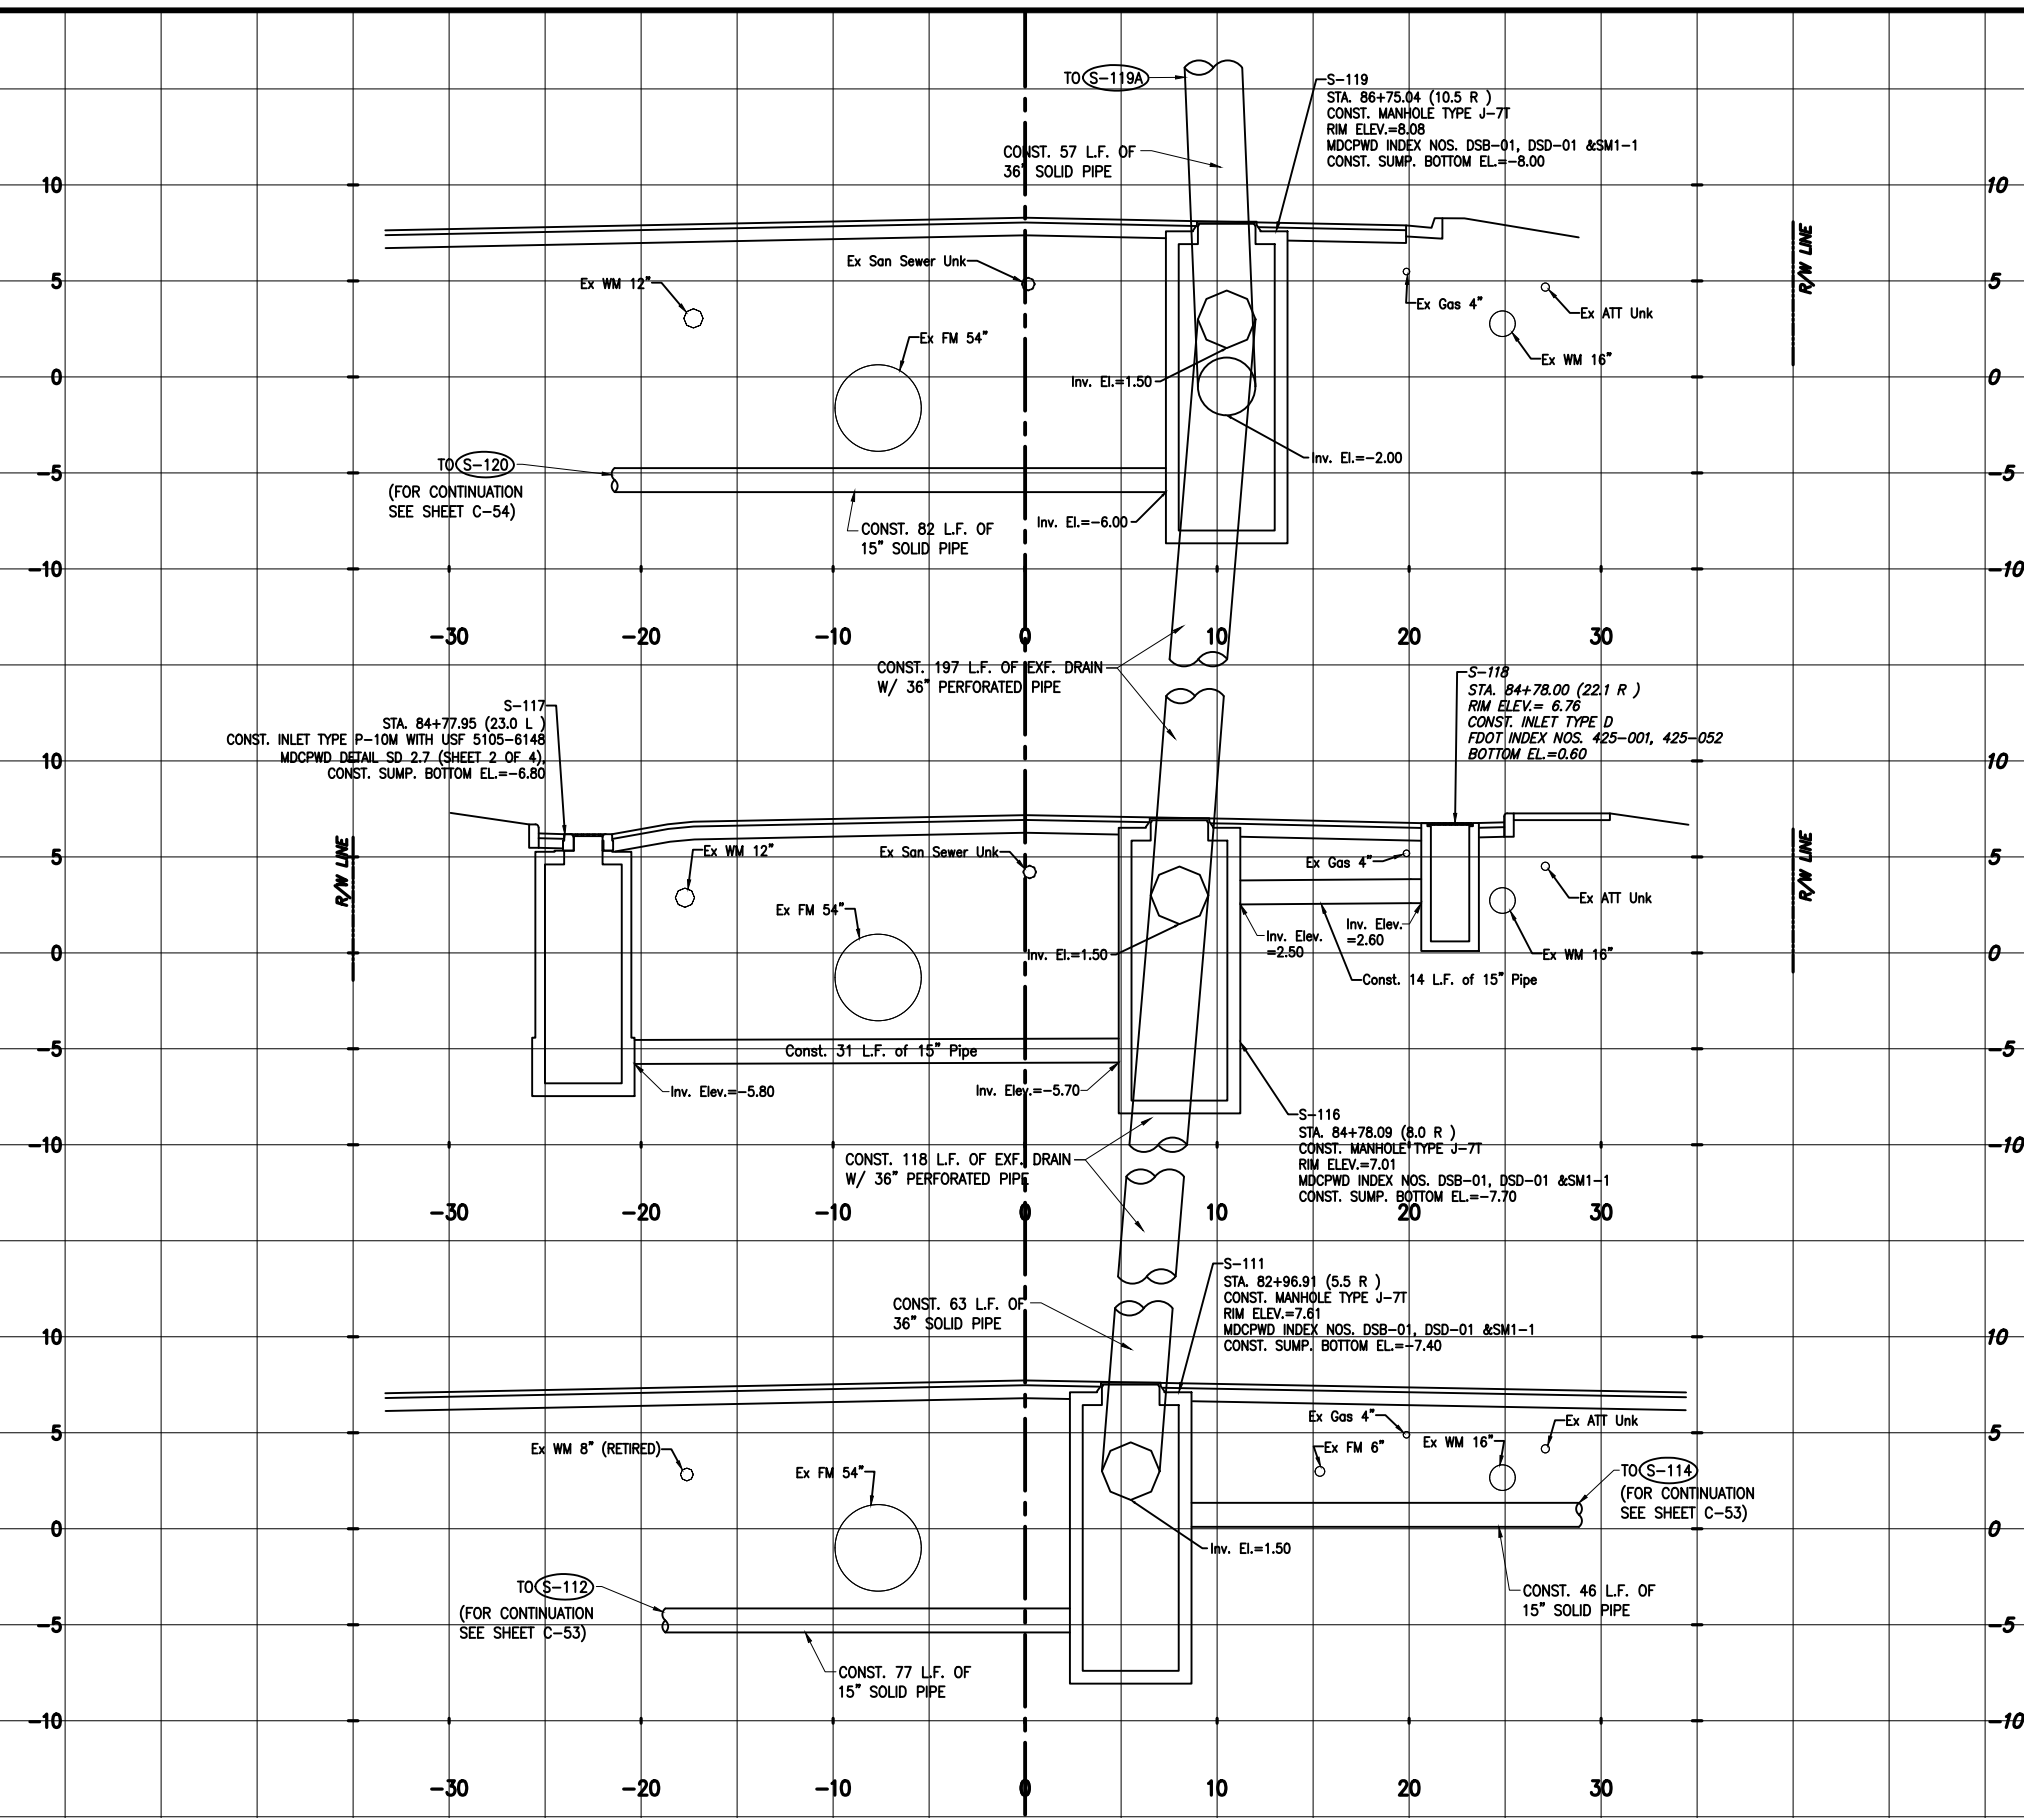 TO S-119A
S-119
STA. 86+75.04 (10.5 R )
CONST. MANHOLE TYPE J-7T
RIM ELEV.=8.08
MDCPWD INDEX NOS. DSB-01, DSD-01 &SM1-1
CONST. SUMP. BOTTOM EL.=-8.00
CONST. 57 L.F. OF
36" SOLID PIPE
10
10
R/W LINE
Ex San Sewer Unk
Ex WM 12"
5
5
Ex Gas 4"
Ex ATT Unk
Ex FM 54"
Ex WM 16"
Inv. El.=1.50
0
0
Inv. El.=-2.00
TO S-120
-5
-5
(FOR CONTINUATION
SEE SHEET C-54)
CONST. 82 L.F. OF
15" SOLID PIPE
Inv. El.=-6.00
-10
-10
-30
-20
-10
0
10
20
30
CONST. 197 L.F. OF EXF. DRAIN
W/ 36" PERFORATED PIPE
S-117
STA. 84+77.95 (23.0 L )
CONST. INLET TYPE P-10M WITH USF 5105-6148
MDCPWD DETAIL SD 2.7 (SHEET 2 OF 4),
CONST. SUMP. BOTTOM EL.=-6.80
S-118
STA. 84+78.00 (22.1 R )
RIM ELEV.= 6.76
CONST. INLET TYPE D
FDOT INDEX NOS. 425-001, 425-052
BOTTOM EL.=0.60
10
10
R/W LINE
R/W LINE
5
5
Ex WM 12"
Ex San Sewer Unk
Ex Gas 4"
Ex ATT Unk
Ex FM 54"
Inv. El.=1.50
Inv. Elev.
=2.50
Inv. Elev.
=2.60
Ex WM 16"
0
0
Const. 14 L.F. of 15" Pipe
-5
-5
Const. 31 L.F. of 15" Pipe
Inv. Elev.=-5.80
Inv. Elev.=-5.70
S-116
STA. 84+78.09 (8.0 R )
CONST. MANHOLE TYPE J-7T
RIM ELEV.=7.01
MDCPWD INDEX NOS. DSB-01, DSD-01 &SM1-1
CONST. SUMP. BOTTOM EL.=-7.70
-10
-10
CONST. 118 L.F. OF EXF. DRAIN
W/ 36" PERFORATED PIPE
-30
-20
-10
0
10
20
30
S-111
STA. 82+96.91 (5.5 R )
CONST. MANHOLE TYPE J-7T
RIM ELEV.=7.61
MDCPWD INDEX NOS. DSB-01, DSD-01 &SM1-1
CONST. SUMP. BOTTOM EL.=-7.40
CONST. 63 L.F. OF
36" SOLID PIPE
10
10
5
5
Ex WM 8" (RETIRED)
Ex FM 54"
Ex Gas 4"
Ex FM 6"
Ex WM 16"
Ex ATT Unk
TO S-114
(FOR CONTINUATION
SEE SHEET C-53)
0
0
Inv. El.=1.50
TO S-112
(FOR CONTINUATION
SEE SHEET C-53)
CONST. 46 L.F. OF
15" SOLID PIPE
-5
-5
CONST. 77 L.F. OF
15" SOLID PIPE
-10
-10
-30
-20
-10
0
10
20
30